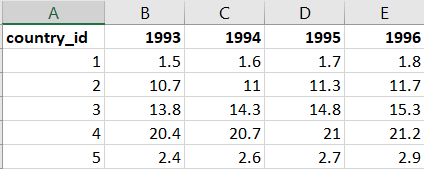 A B C D E
country_id 1993 1994 1995 1996
1 1.5 1.6 1.7 1.8
2 10.7 11 11.3 11.7
3 13.8 14.3 14.8 15.3
4 20.4 20.7 21 21.2
5 2.4 2.6 2.7 2.9